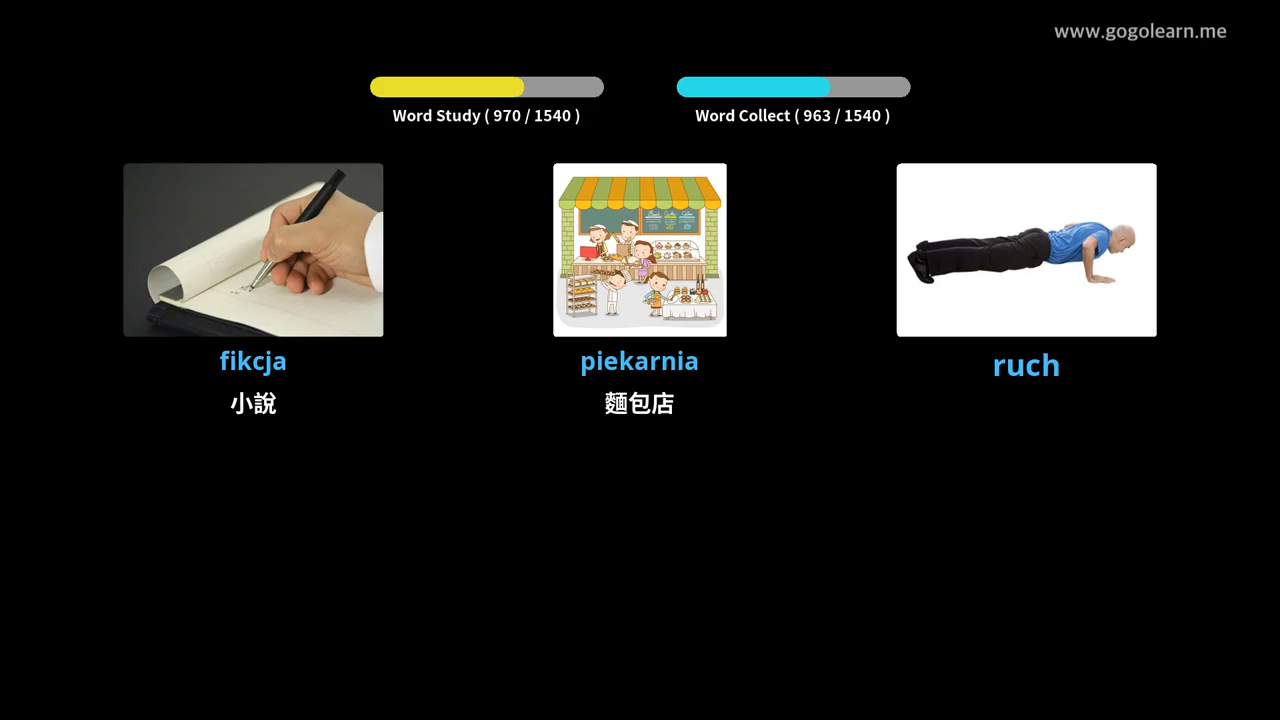 www.gogolearn.me
Word Study ( 970 / 1540 )
Word Collect ( 963 / 1540 )
fikcja
piekarnia
ruch
小說
麵包店